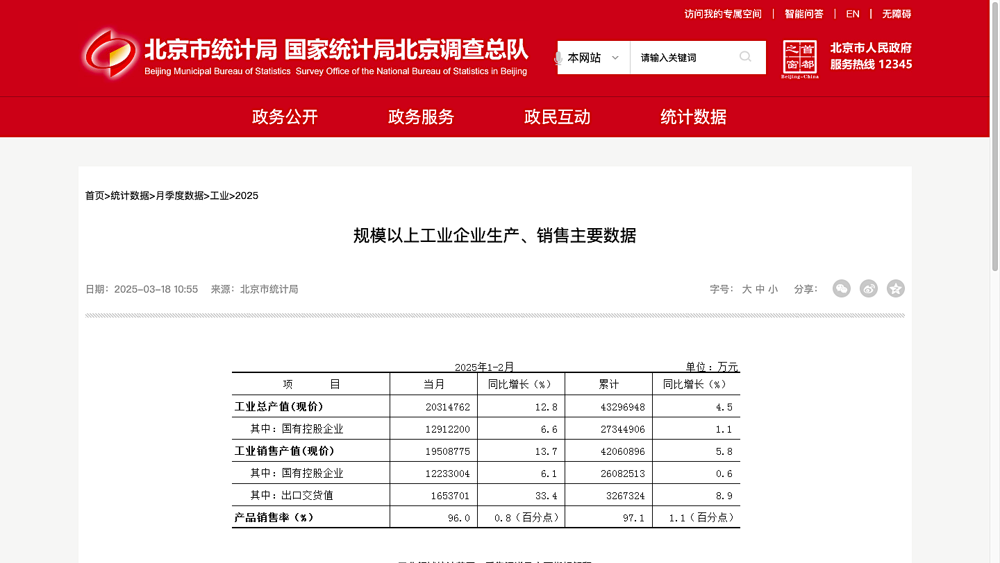 访问我的专属空间 | 智能问答 | EN | 无障碍
北京市统计局 国家统计局北京调查总队
Beijing Municipal Bureau of Statistics Survey Office of the National Bureau of Statistics in Beijing
本网站 请输入关键词
首都之窗
Beijing-China
北京市人民政府
服务热线 12345
政务公开 政务服务 政民互动 统计数据
首页>统计数据>月季度数据>工业>2025
规模以上工业企业生产、销售主要数据
日期：2025-03-18 10:55 来源：北京市统计局 字号： 大 中 小 分享：
2025年1-2月 单位：万元
项 目 当月 同比增长（%） 累计 同比增长（%）
工业总产值(现价) 20314762 12.8 43296948 4.5
其中：国有控股企业 12912200 6.6 27344906 1.1
工业销售产值(现价) 19508775 13.7 42060896 5.8
其中：国有控股企业 12233004 6.1 26082513 0.6
其中：出口交货值 1653701 33.4 3267324 8.9
产品销售率（%） 96.0 0.8（百分点） 97.1 1.1（百分点）